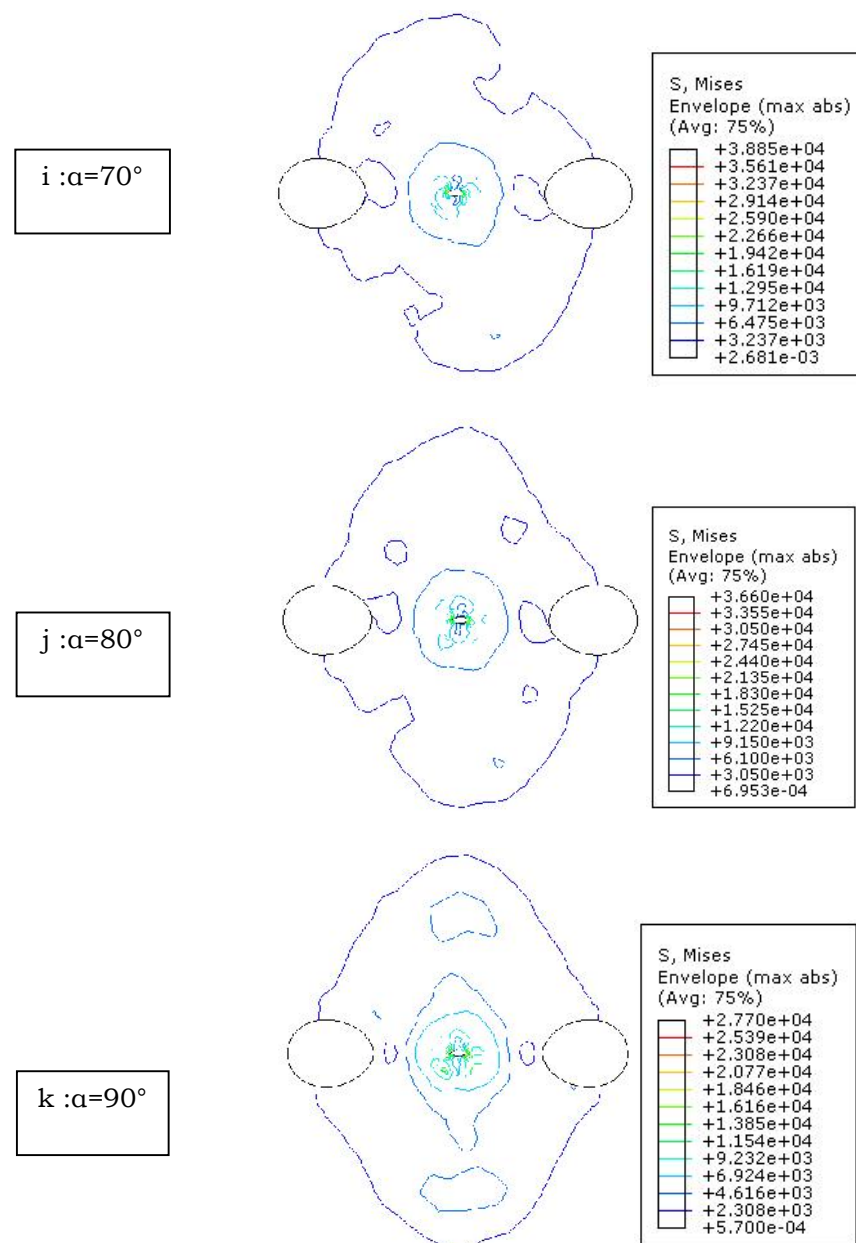 i :α=70°
S, Mises
Envelope (max abs)
(Avg: 75%)
+3.885e+04
+3.561e+04
+3.237e+04
+2.914e+04
+2.590e+04
+2.266e+04
+1.942e+04
+1.619e+04
+1.295e+04
+9.712e+03
+6.475e+03
+3.237e+03
+2.681e-03
j :α=80°
S, Mises
Envelope (max abs)
(Avg: 75%)
+3.660e+04
+3.355e+04
+3.050e+04
+2.745e+04
+2.440e+04
+2.135e+04
+1.830e+04
+1.525e+04
+1.220e+04
+9.150e+03
+6.100e+03
+3.050e+03
+6.953e-04
k :α=90°
S, Mises
Envelope (max abs)
(Avg: 75%)
+2.770e+04
+2.539e+04
+2.308e+04
+2.077e+04
+1.846e+04
+1.616e+04
+1.385e+04
+1.154e+04
+9.232e+03
+6.924e+03
+4.616e+03
+2.308e+03
+5.700e-04